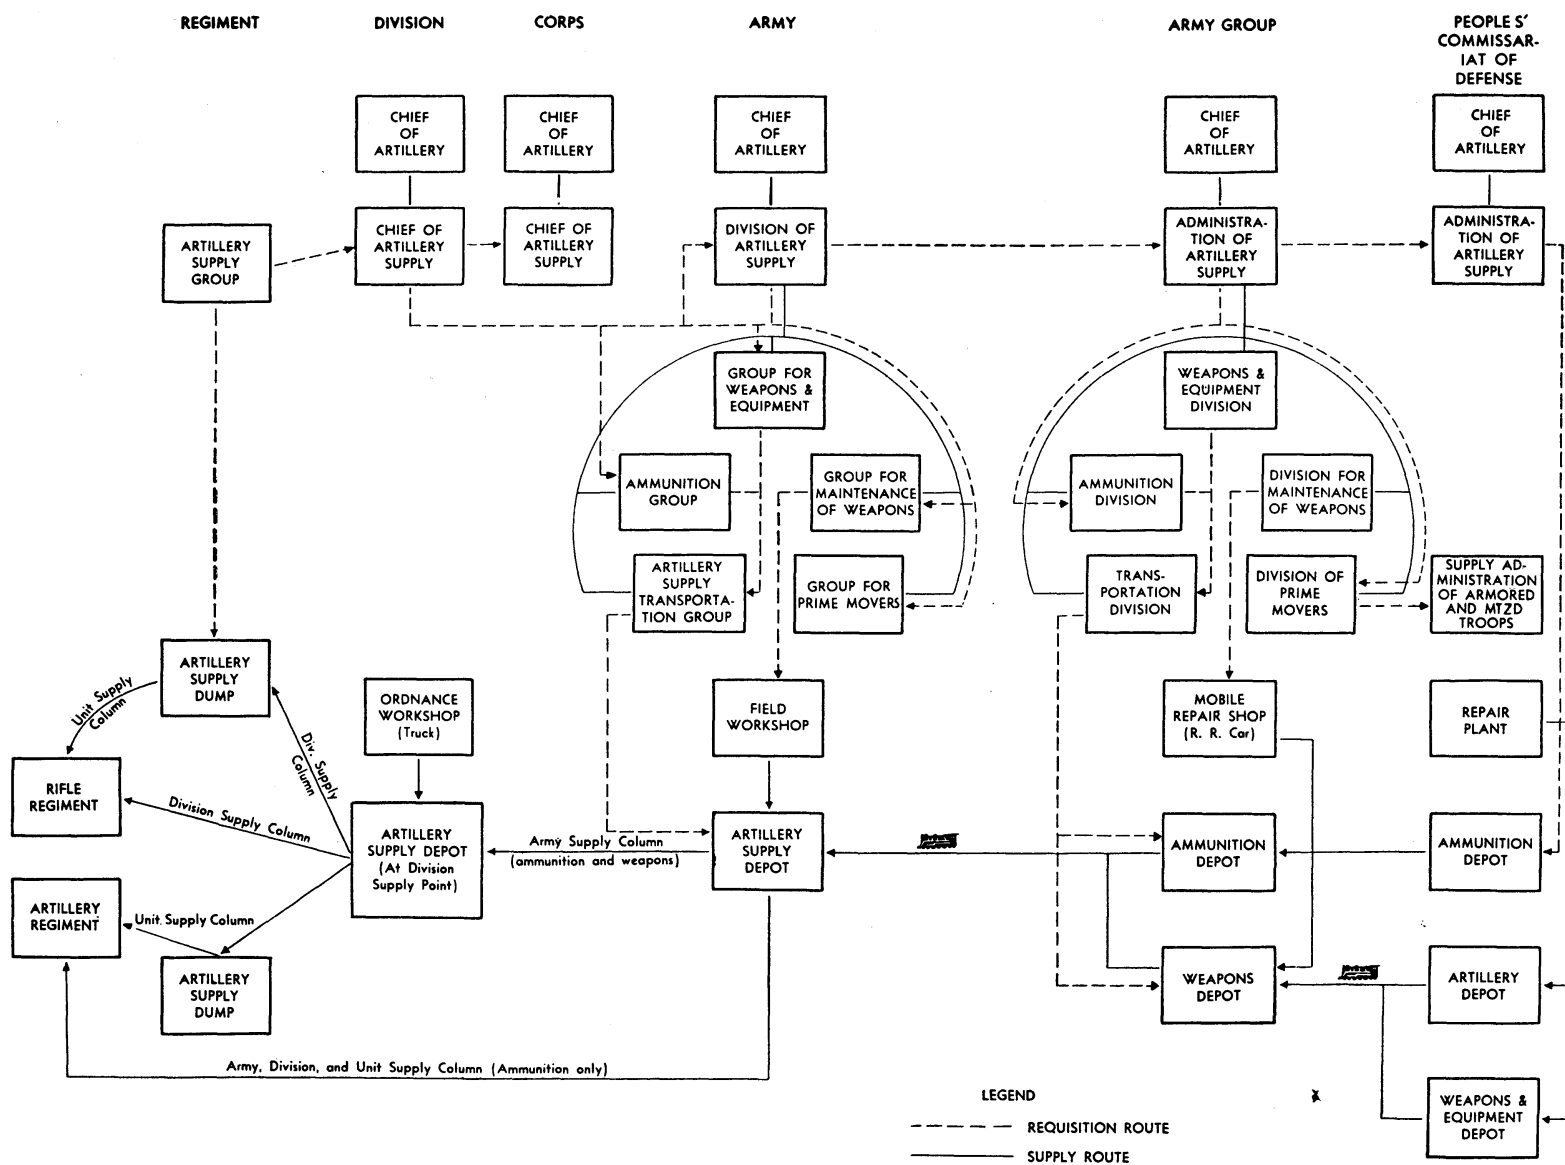 REGIMENT
DIVISION
CORPS
ARMY
ARMY GROUP
PEOPLES'
COMMISSAR-
IAT OF
DEFENSE
CHIEF
OF
ARTILLERY
CHIEF
OF
ARTILLERY
CHIEF
OF
ARTILLERY
CHIEF
OF
ARTILLERY
CHIEF
OF
ARTILLERY
ARTILLERY
SUPPLY
GROUP
CHIEF OF
ARTILLERY
SUPPLY
CHIEF OF
ARTILLERY
SUPPLY
DIVISION OF
ARTILLERY
SUPPLY
ADMINISTRA-
TION OF
ARTILLERY
SUPPLY
ADMINISTRA-
TION OF
ARTILLERY
SUPPLY
GROUP FOR
WEAPONS &
EQUIPMENT
WEAPONS &
EQUIPMENT
DIVISION
AMMUNITION
GROUP
GROUP FOR
MAINTENANCE
OF WEAPONS
AMMUNITION
DIVISION
DIVISION FOR
MAINTENANCE
OF WEAPONS
ARTILLERY
SUPPLY
TRANSPORTA-
TION GROUP
GROUP FOR
PRIME MOVERS
TRANS-
PORTATION
DIVISION
DIVISION OF
PRIME
MOVERS
SUPPLY AD-
MINISTRATION
OF ARMORED
AND MTZD
TROOPS
ARTILLERY
SUPPLY
DUMP
ORDNANCE
WORKSHOP
(Truck)
FIELD
WORKSHOP
MOBILE
REPAIR SHOP
(R. R. Car)
REPAIR
PLANT
Unit Supply
Column
Div. Supply
Column
RIFLE
REGIMENT
Division Supply Column
ARTILLERY
SUPPLY DEPOT
(At Division
Supply Point)
Army Supply Column
(ammunition and weapons)
ARTILLERY
SUPPLY
DEPOT
AMMUNITION
DEPOT
AMMUNITION
DEPOT
ARTILLERY
REGIMENT
Unit Supply Column
ARTILLERY
SUPPLY
DUMP
WEAPONS
DEPOT
ARTILLERY
DEPOT
Army, Division, and Unit Supply Column (Ammunition only)
WEAPONS &
EQUIPMENT
DEPOT
LEGEND
REQUISITION ROUTE
SUPPLY ROUTE